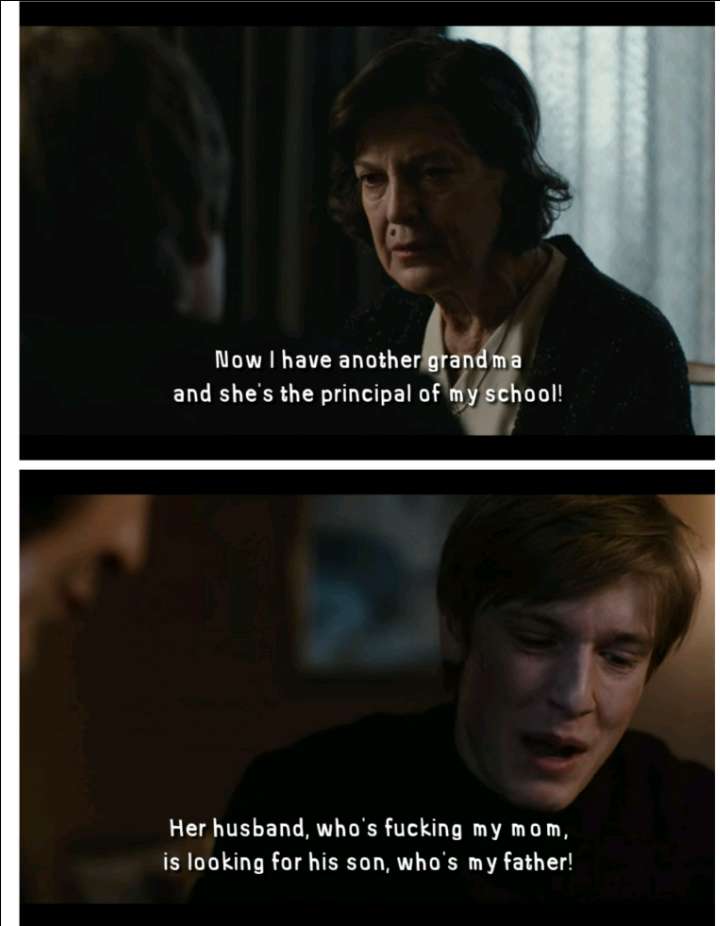 Now I have another grandma
and she's the principal of my school!
Her husband, who's fucking my mom,
is looking for his son, who's my father!